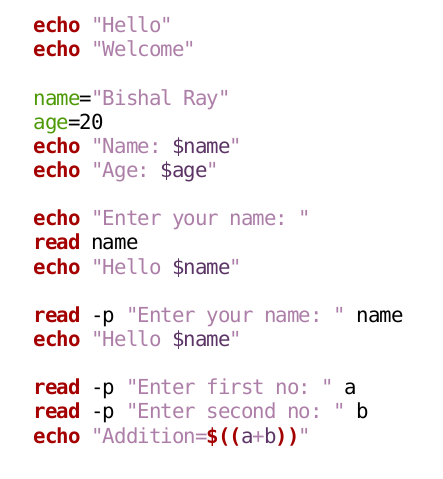 echo "Hello"
echo "Welcome"

name="Bishal Ray"
age=20
echo "Name: $name"
echo "Age: $age"

echo "Enter your name: "
read name
echo "Hello $name"

read -p "Enter your name: " name
echo "Hello $name"

read -p "Enter first no: " a
read -p "Enter second no: " b
echo "Addition=$((a+b))"